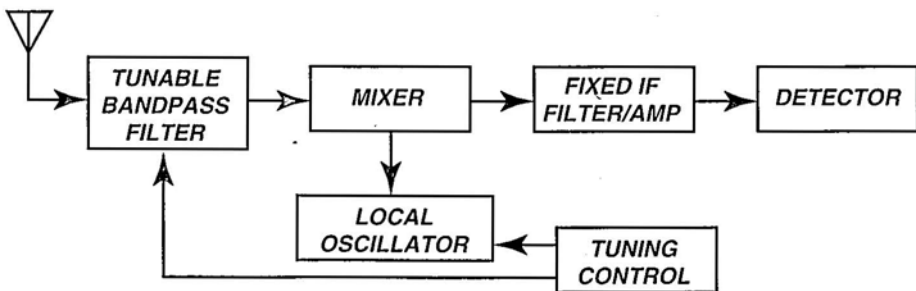 TUNABLE
BANDPASS
FILTER
MIXER
FIXED IF
FILTER/AMP
DETECTOR
LOCAL
OSCILLATOR
TUNING
CONTROL